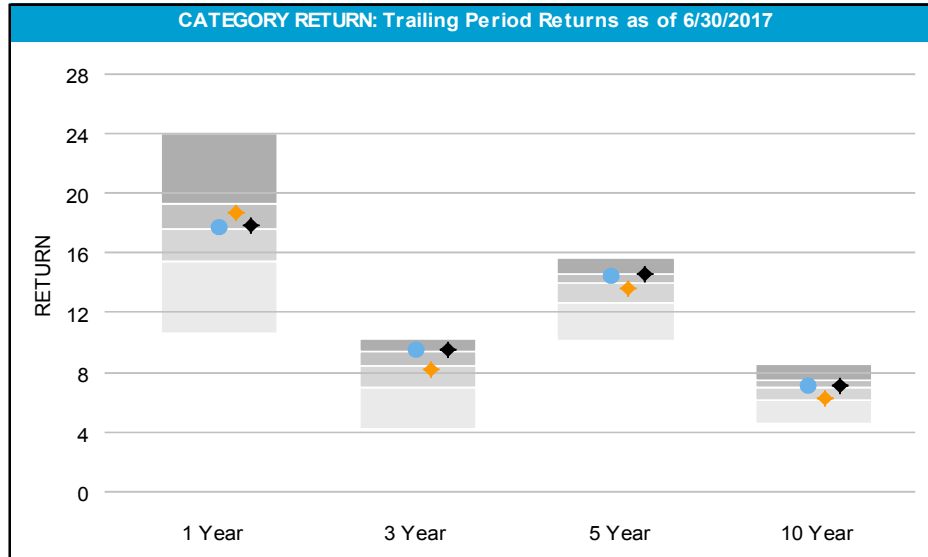 CATEGORY RETURN: Trailing Period Returns as of 6/30/2017
28
24
20
16
12
8
4
0
RETURN
1 Year 3 Year 5 Year 10 Year